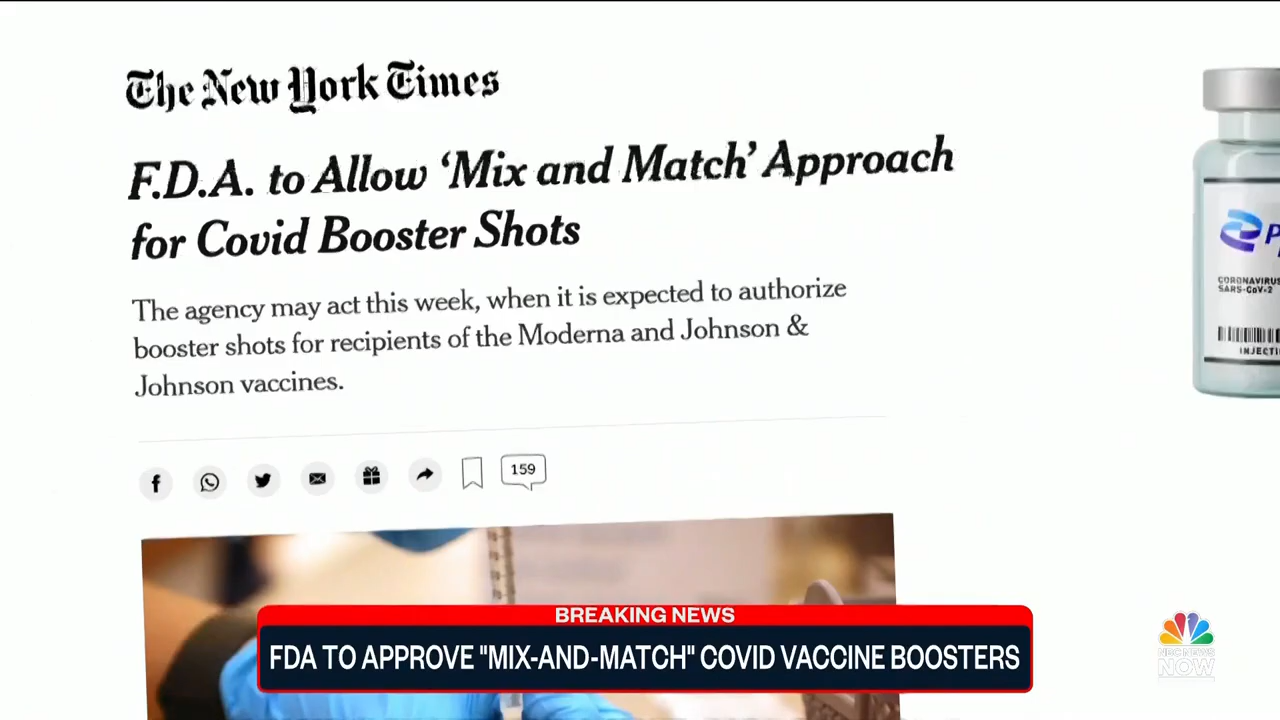 The New York Times
F.D.A. to Allow ‘Mix and Match’ Approach
for Covid Booster Shots
The agency may act this week, when it is expected to authorize
booster shots for recipients of the Moderna and Johnson &
Johnson vaccines.
159
CORONAVIRUS
SARS-CoV-2
BREAKING NEWS
FDA TO APPROVE "MIX-AND-MATCH" COVID VACCINE BOOSTERS
NBC NEWS
NOW